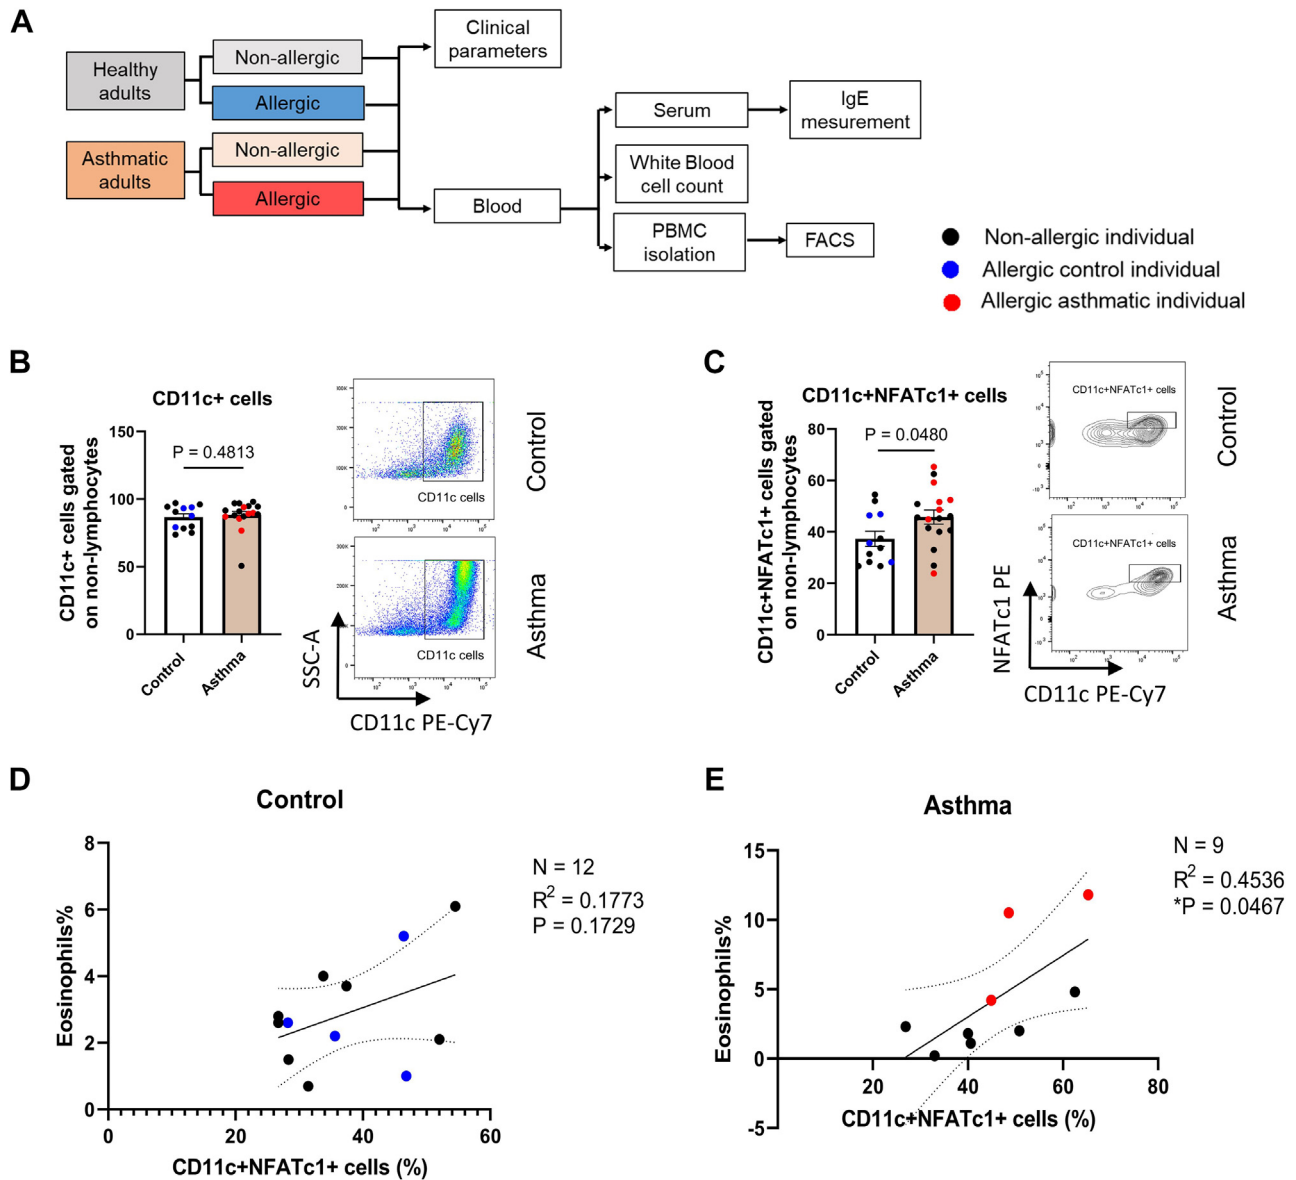 A
Healthy
adults
Non-allergic
Allergic
Asthmatic
adults
Non-allergic
Allergic
Clinical
parameters
Blood
Serum
IgE
mesurement
White Blood
cell count
PBMC
isolation
FACS
Non-allergic individual
Allergic control individual
Allergic asthmatic individual
B
CD11c+ cells
CD11c+ cells gated
on non-lymphocytes
150
100
50
0
P = 0.4813
Control
Asthma
CD11c cells
Control
CD11c cells
Asthma
SSC-A
CD11c PE-Cy7
C
CD11c+NFATc1+ cells
CD11c+NFATc1+ cells gated
on non-lymphocytes
80
60
40
20
0
P = 0.0480
Control
Asthma
CD11c+NFATc1+ cells
Control
CD11c+NFATc1+ cells
Asthma
NFATc1 PE
CD11c PE-Cy7
D
Control
Eosinophils%
8
6
4
2
0
0 20 40 60
CD11c+NFATc1+ cells (%)
N = 12
R² = 0.1773
P = 0.1729
E
Asthma
Eosinophils%
15
10
5
0
-5
20 40 60 80
CD11c+NFATc1+ cells (%)
N = 9
R² = 0.4536
*P = 0.0467